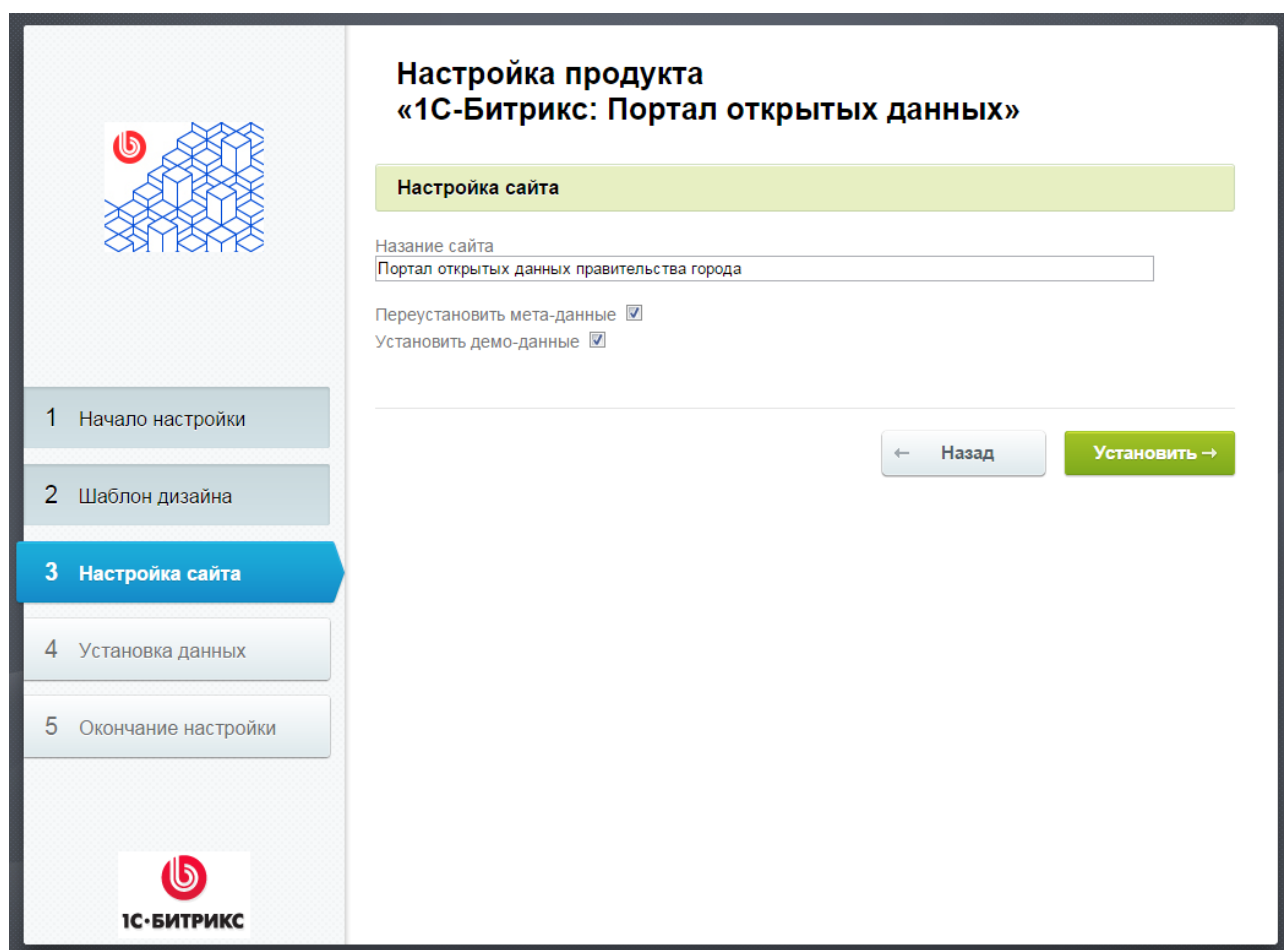 Настройка продукта
«1С-Битрикс: Портал открытых данных»
Настройка сайта
Назание сайта
Портал открытых данных правительства города
Переустановить мета-данные
Установить демо-данные
← Назад
Установить →
1 Начало настройки
2 Шаблон дизайна
3 Настройка сайта
4 Установка данных
5 Окончание настройки
1С·БИТРИКС